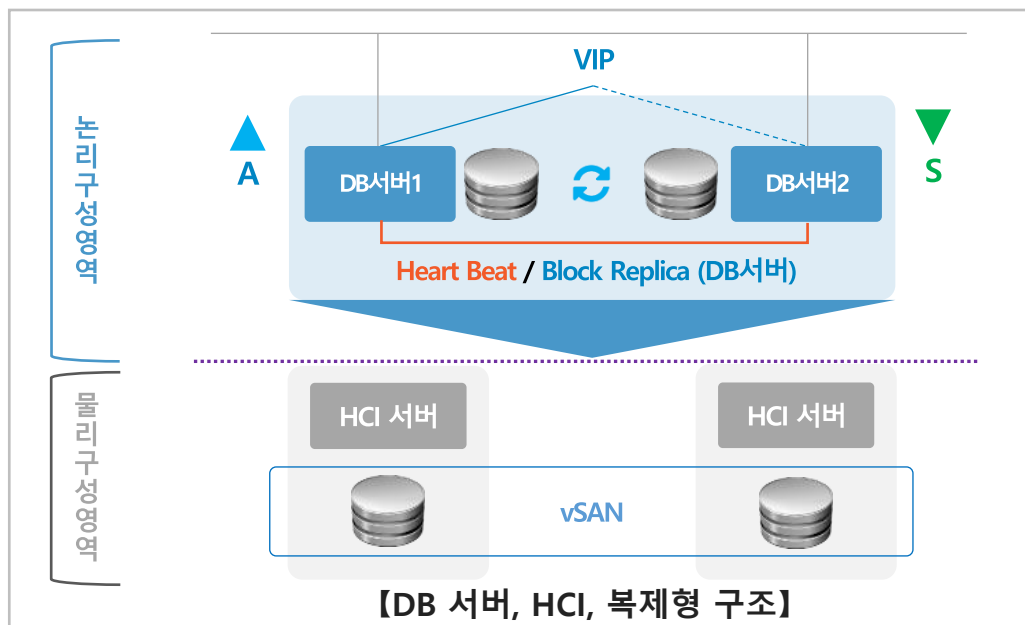 논리구성영역
VIP
A
S
DB서버1
DB서버2
Heart Beat / Block Replica (DB서버)
물리구성영역
HCI 서버
HCI 서버
vSAN
【DB 서버, HCI, 복제형 구조】